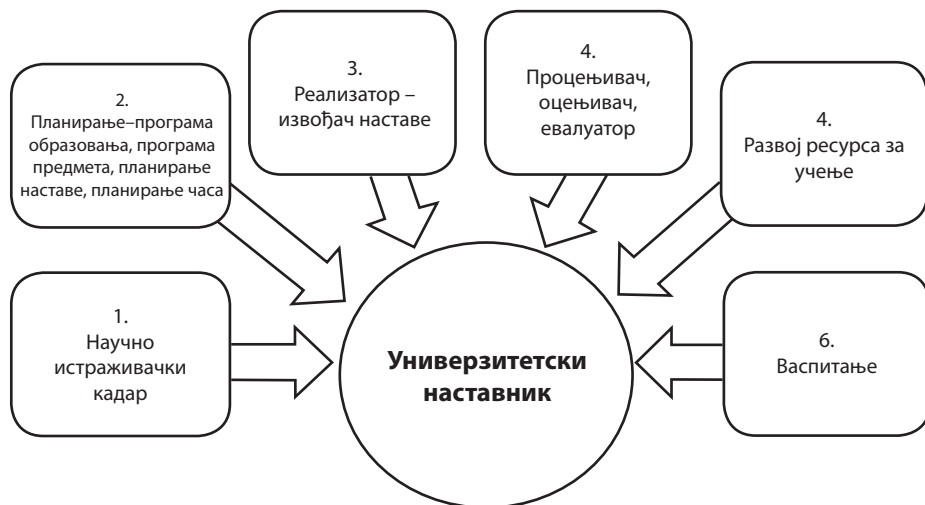 1.
Научно
истраживачки
кадар
2.
Планирање–програма
образовања, програма
предмета, планирање
наставе, планирање часа
3.
Реализатор –
извођач наставе
4.
Процењивач,
оцењивач,
евалуатор
4.
Развој ресурса за
учење
6.
Васпитање
Универзитетски
наставник